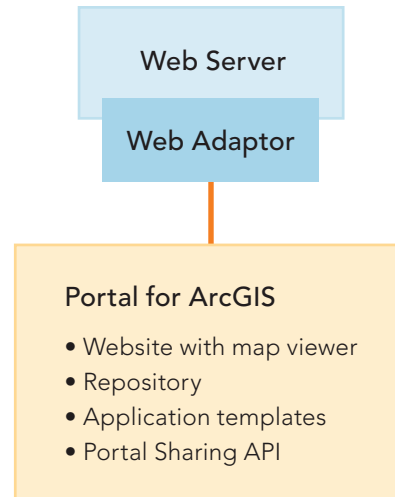 Web Server
Web Adaptor
Portal for ArcGIS
• Website with map viewer
• Repository
• Application templates
• Portal Sharing API